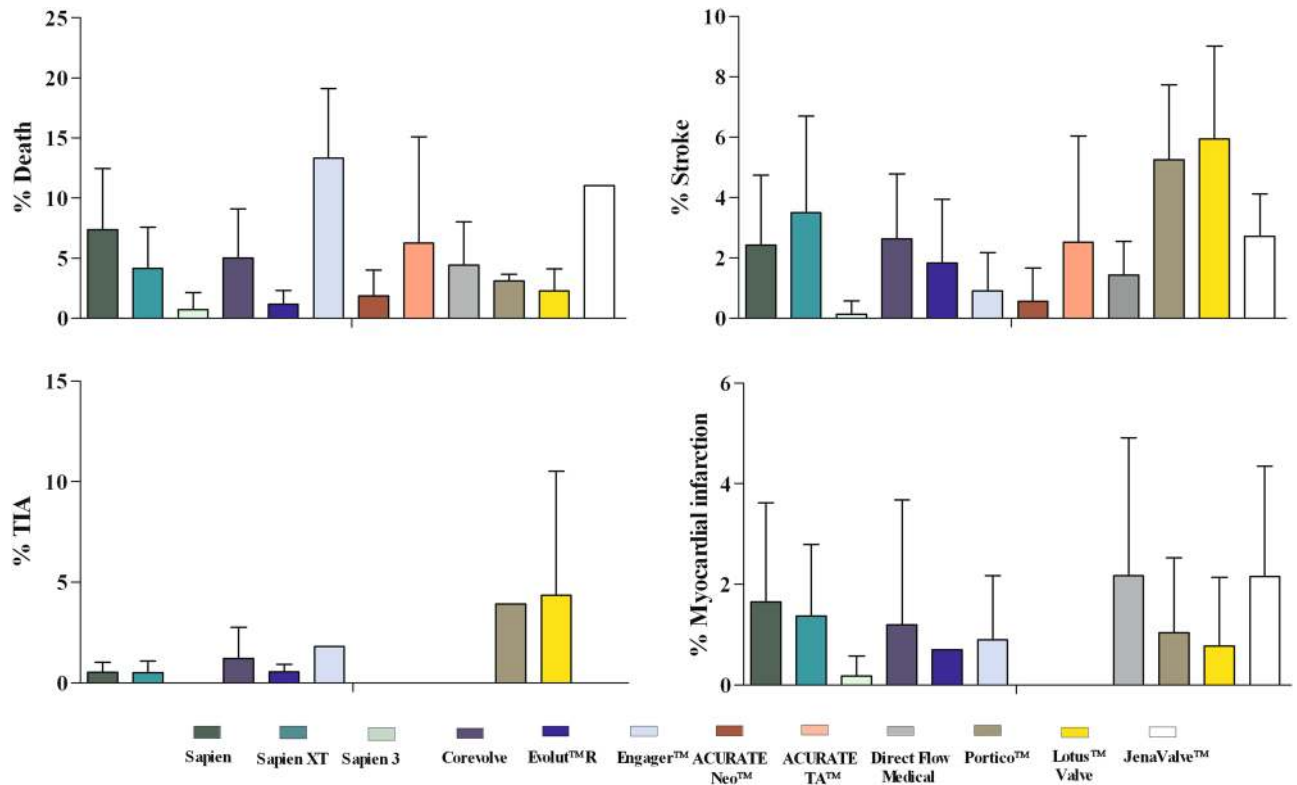 % Death
25
20
15
10
5
0
% Stroke
10
8
6
4
2
0
% TIA
15
10
5
0
% Myocardial infarction
6
4
2
0
Sapien
Sapien XT
Sapien 3
Corevolve
Evolut™R
Engager™
ACURATE
Neo™
ACURATE
TA™
Direct Flow
Medical
Portico™
Lotus™
Valve
JenaValve™